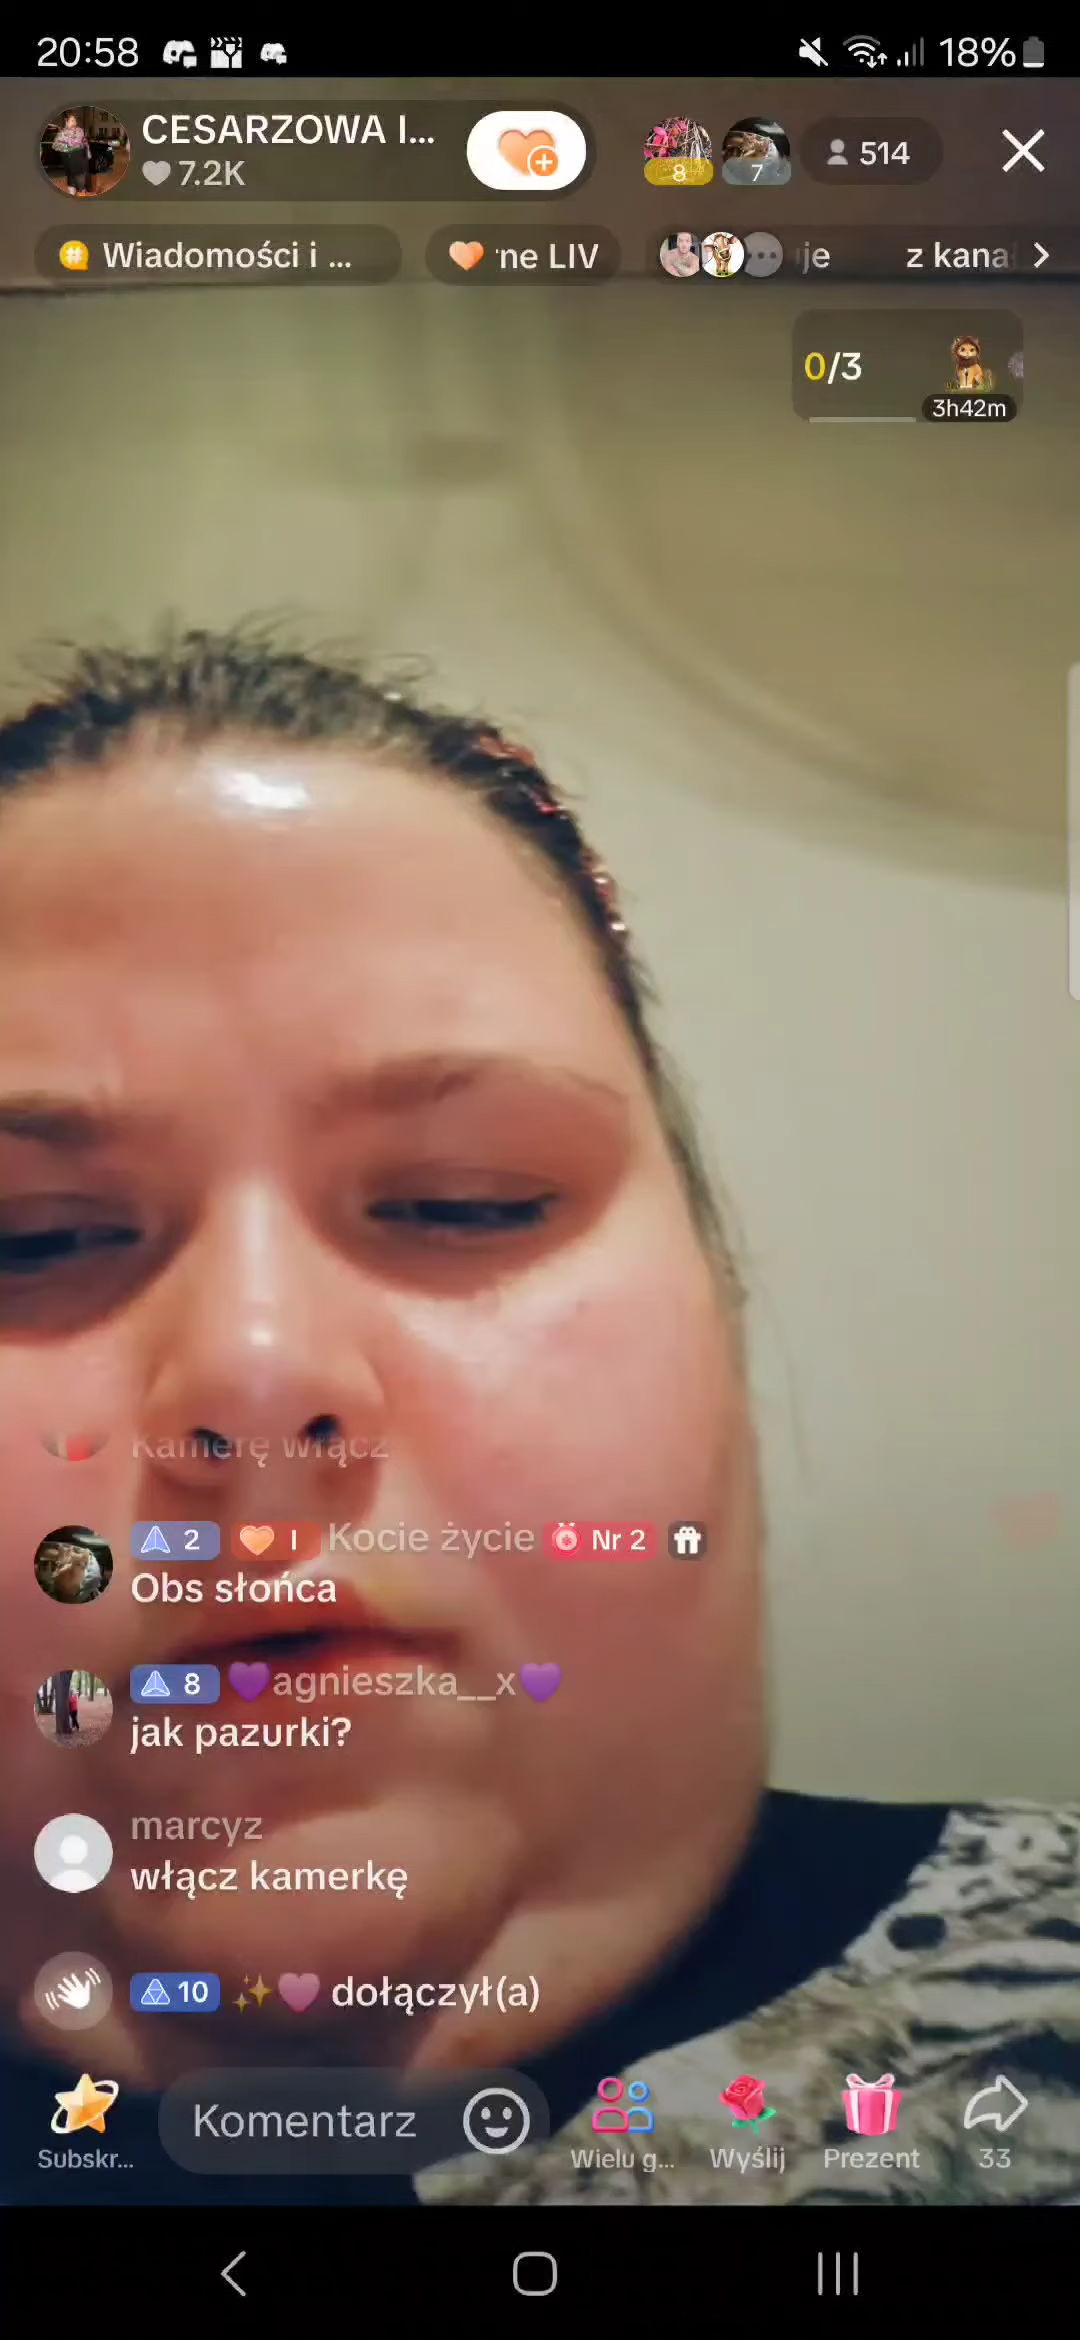 20:58
18%
CESARZOWA I...
7.2K
8
7
514
Wiadomości i ...
ne LIV
je z kana
0/3
3h42m
Kamerę włącz
2 I Kocie życie Nr 2
Obs słońca
8 💜agnieszka__x💜
jak pazurki?
marcyz
włącz kamerkę
10 ✨🩷 dołączył(a)
Komentarz
Subskr... Wielu g... Wyślij Prezent 33